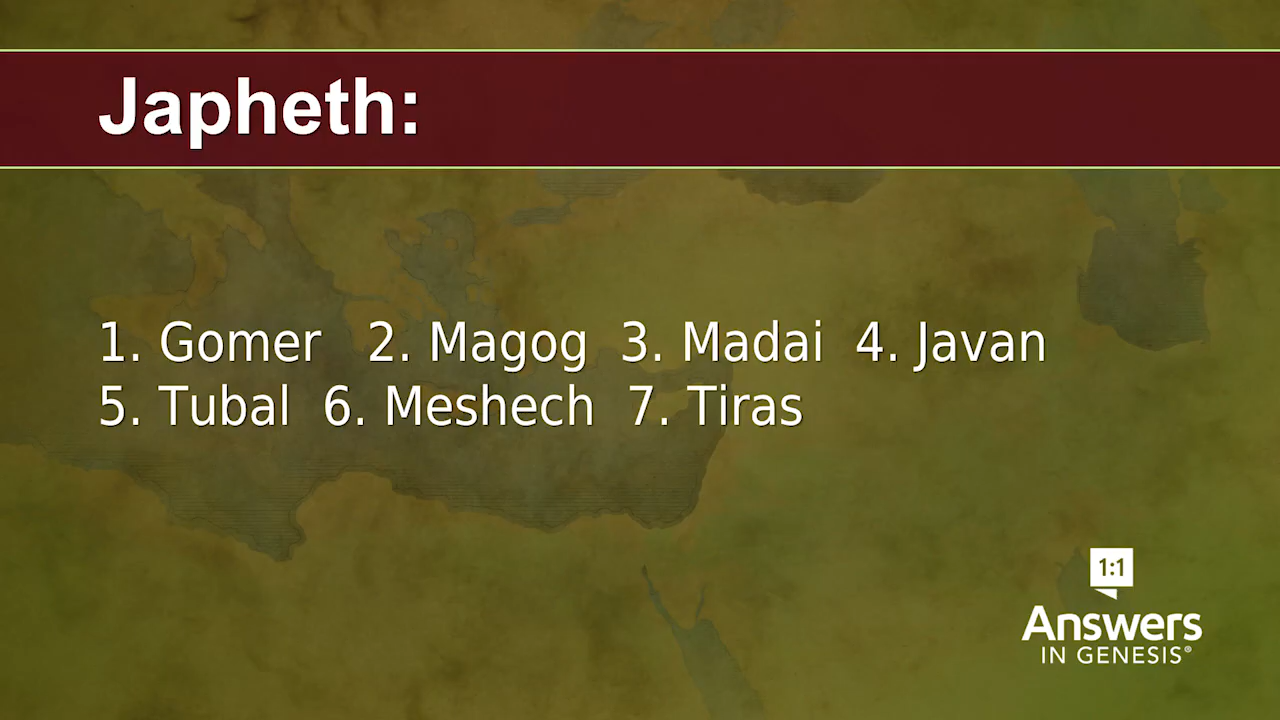 Japheth:
1. Gomer 2. Magog 3. Madai 4. Javan
5. Tubal 6. Meshech 7. Tiras
1:1
Answers
IN GENESIS®